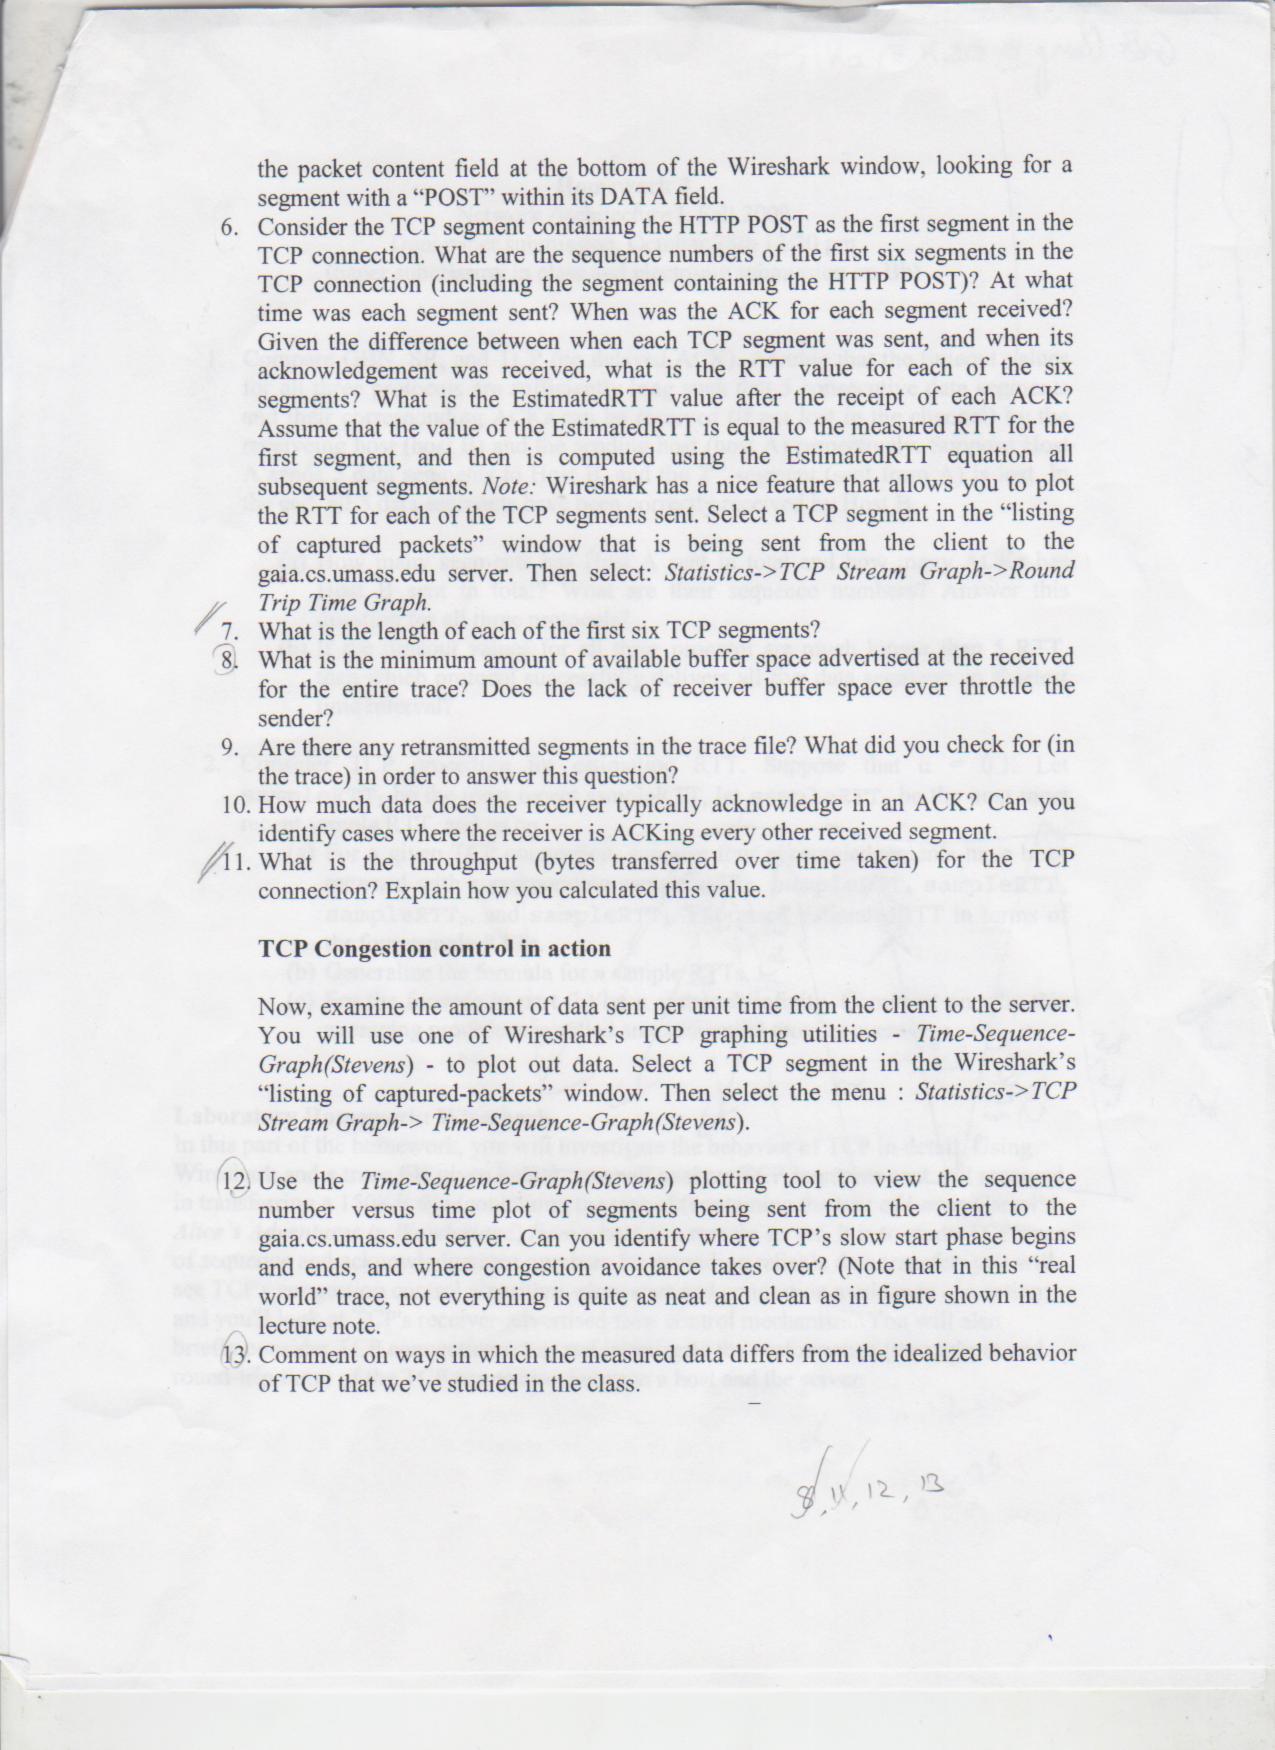 the packet content field at the bottom of the Wireshark window, looking for a
segment with a “POST” within its DATA field.
6. Consider the TCP segment containing the HTTP POST as the first segment in the
TCP connection. What are the sequence numbers of the first six segments in the
TCP connection (including the segment containing the HTTP POST)? At what
time was each segment sent? When was the ACK for each segment received?
Given the difference between when each TCP segment was sent, and when its
acknowledgement was received, what is the RTT value for each of the six
segments? What is the EstimatedRTT value after the receipt of each ACK?
Assume that the value of the EstimatedRTT is equal to the measured RTT for the
first segment, and then is computed using the EstimatedRTT equation all
subsequent segments. Note: Wireshark has a nice feature that allows you to plot
the RTT for each of the TCP segments sent. Select a TCP segment in the “listing
of captured packets” window that is being sent from the client to the
gaia.cs.umass.edu server. Then select: Statistics->TCP Stream Graph->Round
Trip Time Graph.
7. What is the length of each of the first six TCP segments?
8. What is the minimum amount of available buffer space advertised at the received
for the entire trace? Does the lack of receiver buffer space ever throttle the
sender?
9. Are there any retransmitted segments in the trace file? What did you check for (in
the trace) in order to answer this question?
10. How much data does the receiver typically acknowledge in an ACK? Can you
identify cases where the receiver is ACKing every other received segment.
11. What is the throughput (bytes transferred over time taken) for the TCP
connection? Explain how you calculated this value.
TCP Congestion control in action
Now, examine the amount of data sent per unit time from the client to the server.
You will use one of Wireshark’s TCP graphing utilities - Time-Sequence-
Graph(Stevens) - to plot out data. Select a TCP segment in the Wireshark’s
“listing of captured-packets” window. Then select the menu : Statistics->TCP
Stream Graph-> Time-Sequence-Graph(Stevens).
12. Use the Time-Sequence-Graph(Stevens) plotting tool to view the sequence
number versus time plot of segments being sent from the client to the
gaia.cs.umass.edu server. Can you identify where TCP’s slow start phase begins
and ends, and where congestion avoidance takes over? (Note that in this “real
world” trace, not everything is quite as neat and clean as in figure shown in the
lecture note.
13. Comment on ways in which the measured data differs from the idealized behavior
of TCP that we’ve studied in the class.
8, 11, 12, 13